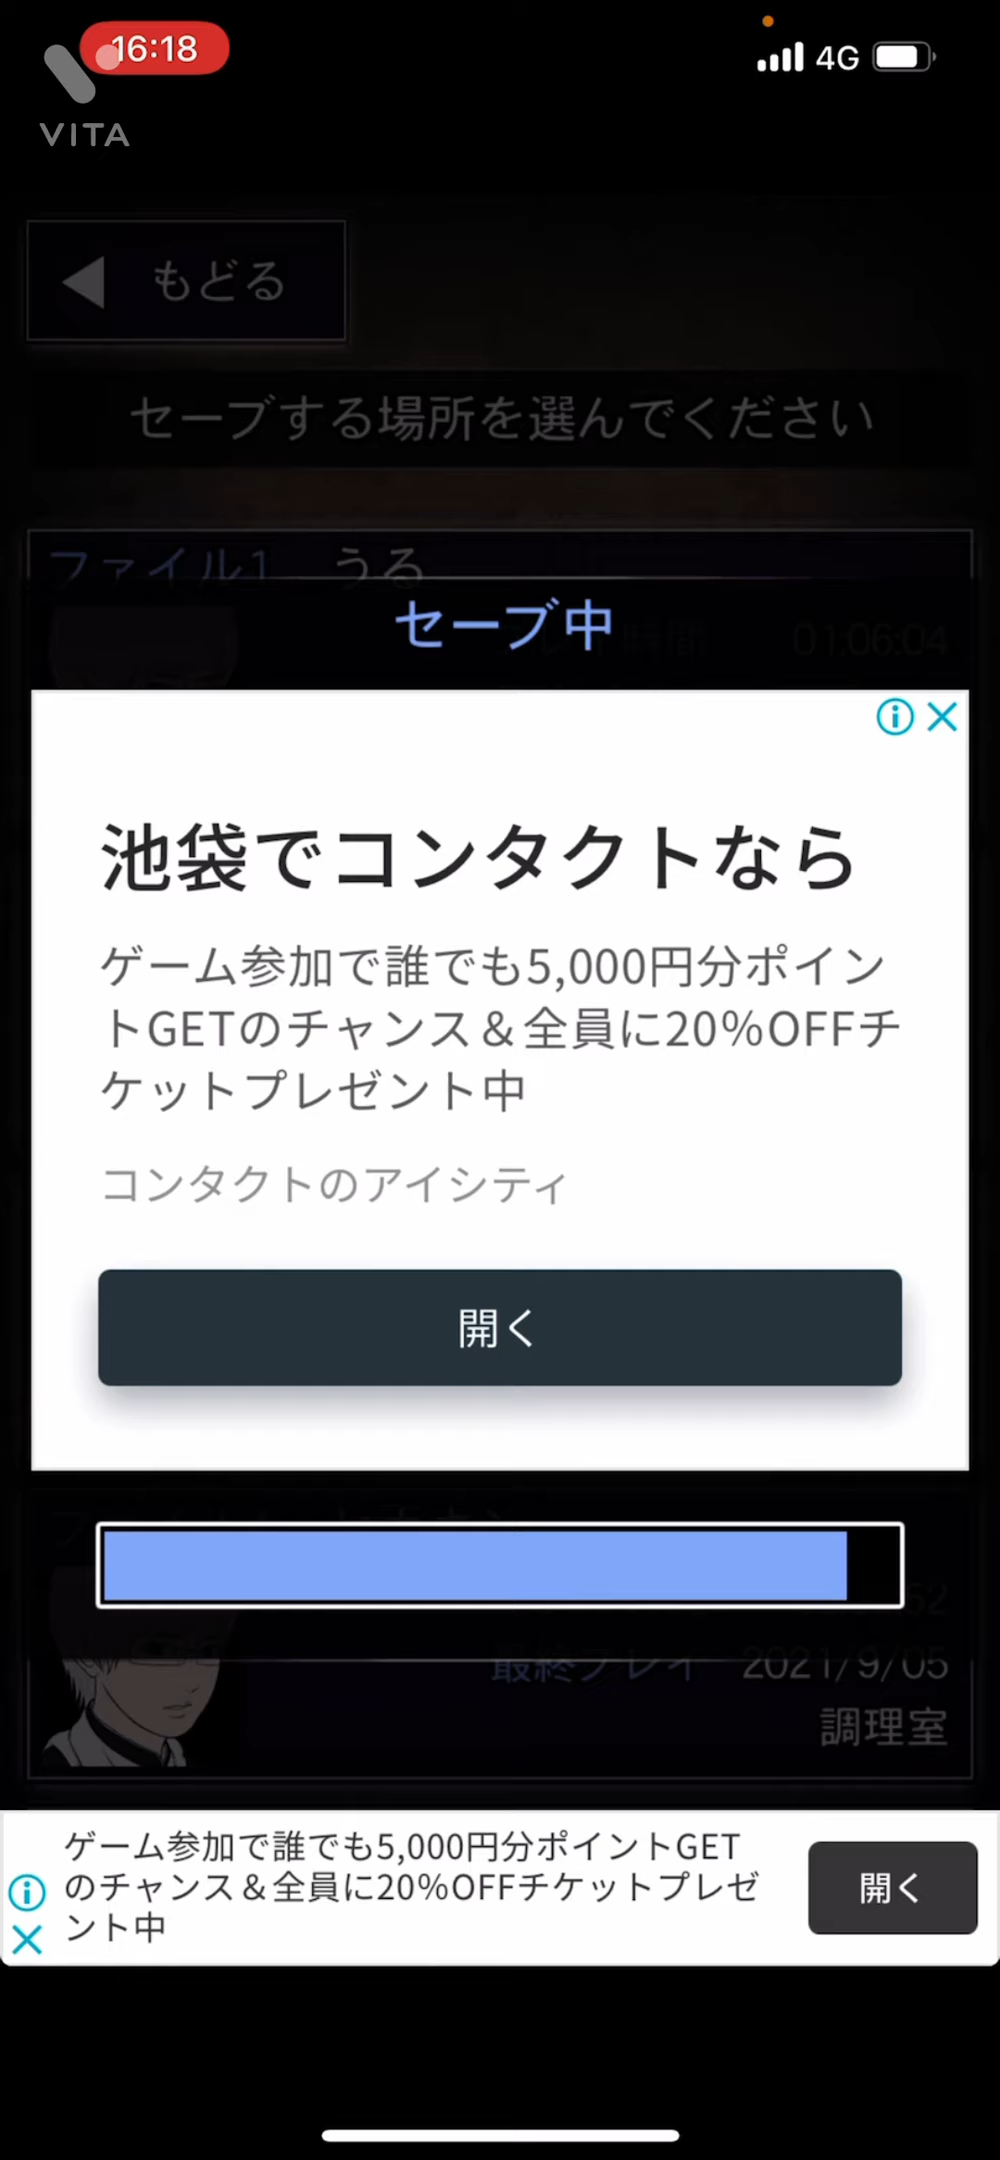 16:18
4G
VITA
もどる
セーブする場所を選んでください
ファイル1 うる
セーブ中
時間 01:06:04
池袋でコンタクトなら
ゲーム参加で誰でも5,000円分ポイン
トGETのチャンス＆全員に20%OFFチ
ケットプレゼント中
コンタクトのアイシティ
開く
52
最終プレイ 2021/9/05
調理室
ゲーム参加で誰でも5,000円分ポイントGET
のチャンス＆全員に20%OFFチケットプレゼ
ント中
開く